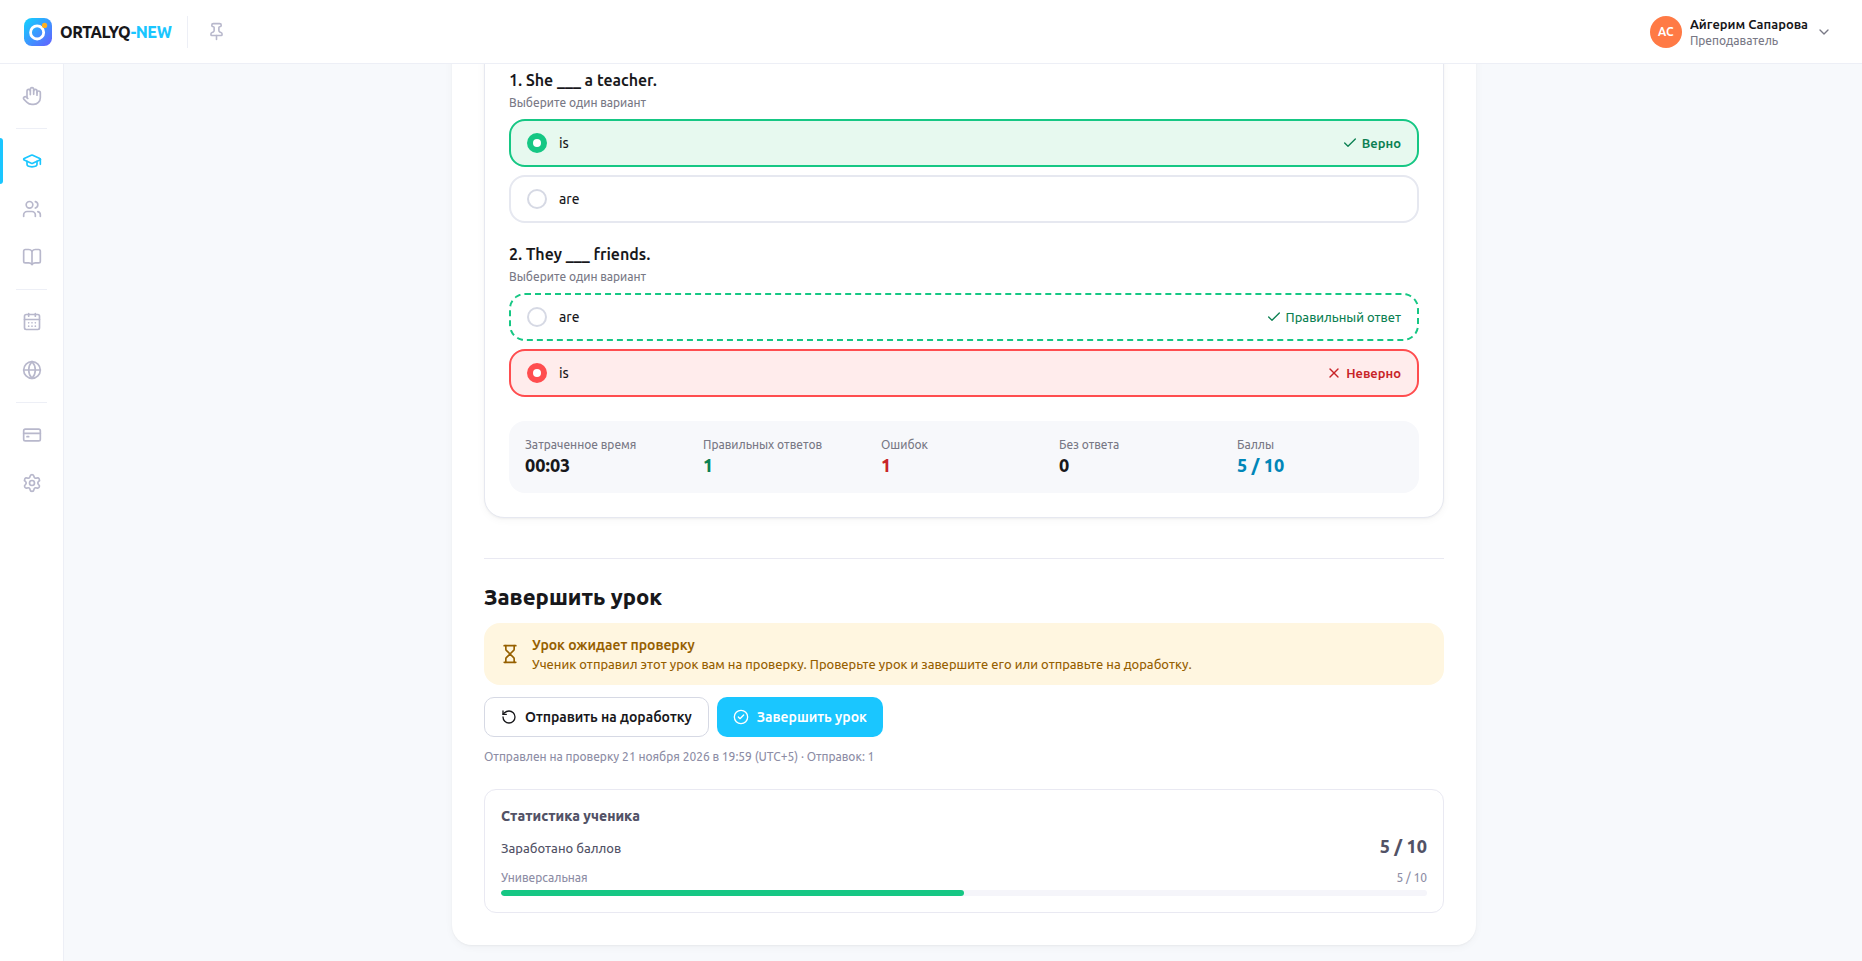 ORTALYQ-NEW
АС
Айгерим Сапарова
Преподаватель
1. She ___ a teacher.
Выберите один вариант
is
Верно
are
2. They ___ friends.
Выберите один вариант
are
Правильный ответ
is
Неверно
Затраченное время
00:03
Правильных ответов
1
Ошибок
1
Без ответа
0
Баллы
5 / 10
Завершить урок
Урок ожидает проверку
Ученик отправил этот урок вам на проверку. Проверьте урок и завершите его или отправьте на доработку.
Отправить на доработку
Завершить урок
Отправлен на проверку 21 ноября 2026 в 19:59 (UTC+5) · Отправок: 1
Статистика ученика
Заработано баллов
5 / 10
Универсальная
5 / 10